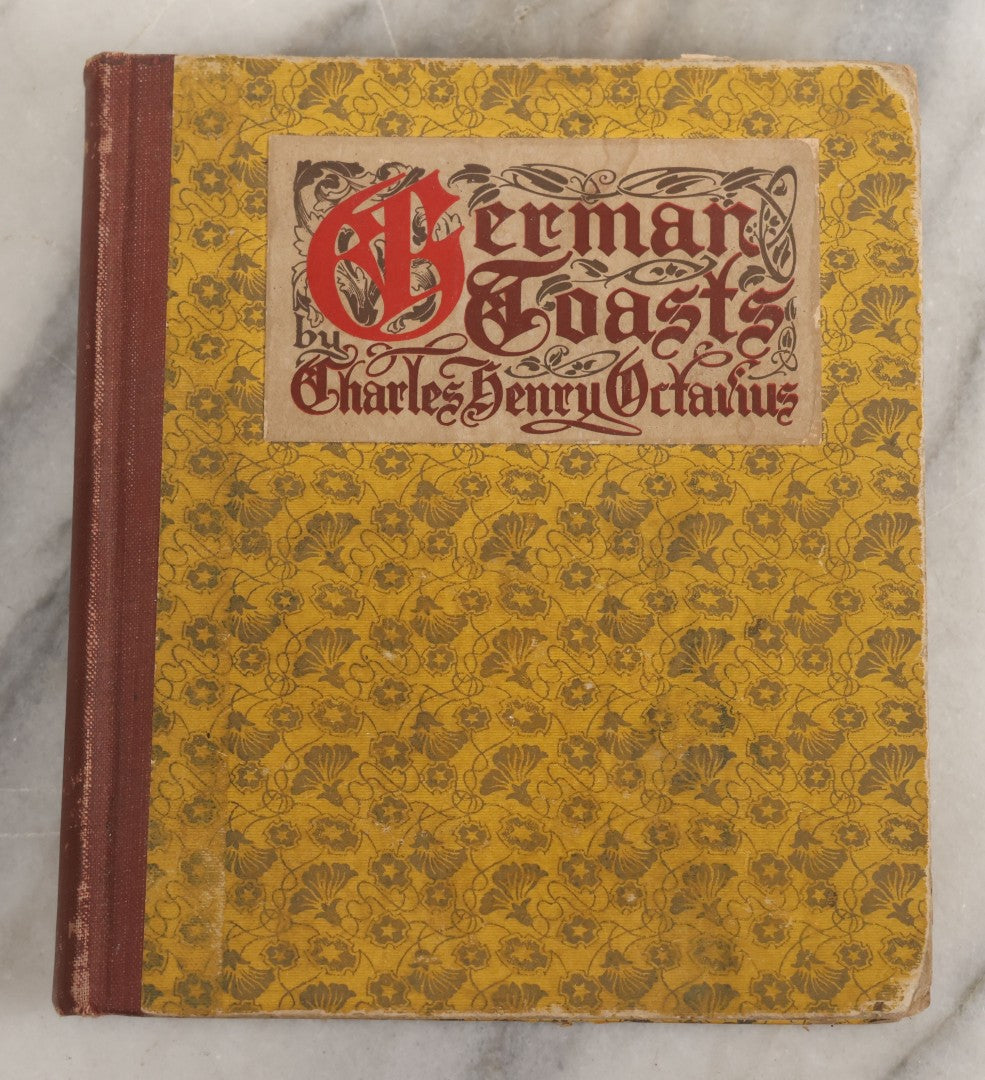 German
Toasts
by
Charles Henry Octavius